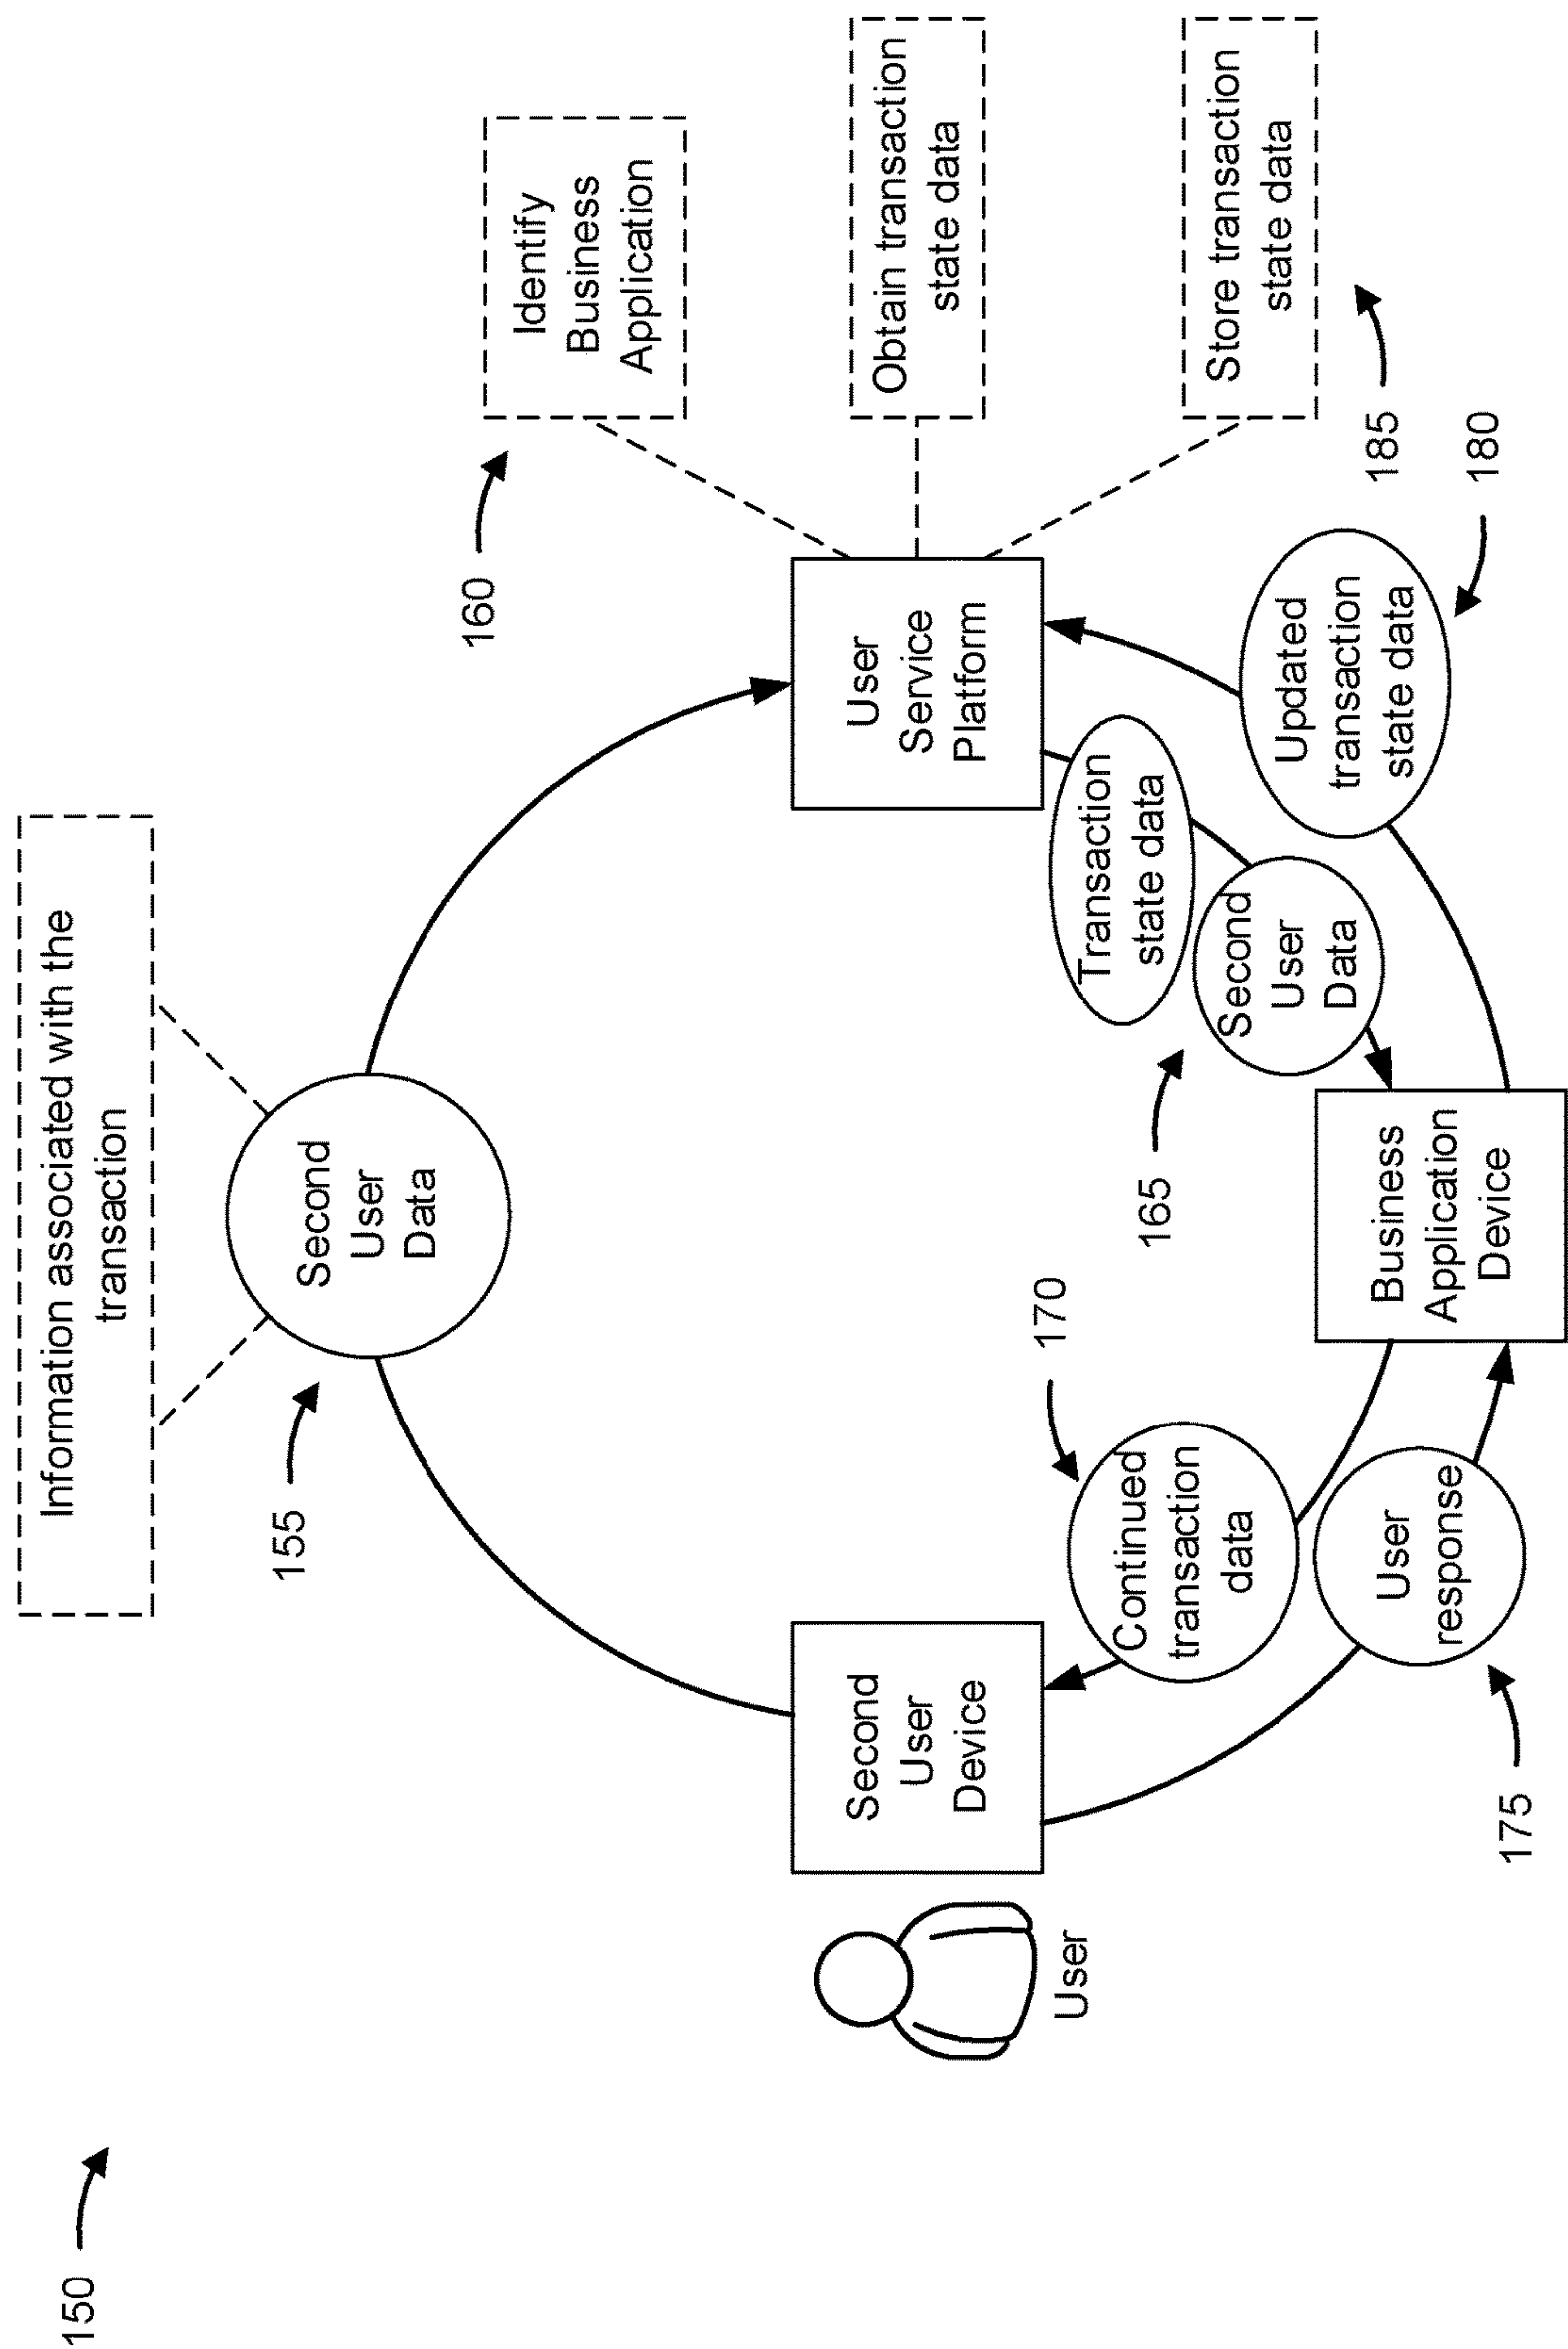 150
Information associated with the
transaction
155
Second
User
Data
160
Identify
Business
Application
User
Second
User
Device
User
Service
Platform
Obtain transaction
state data
170
Continued
transaction
data
165
Transaction
state data
Second
User
Data
Store transaction
state data
185
175
User
response
Business
Application
Device
Updated
transaction
state data
180